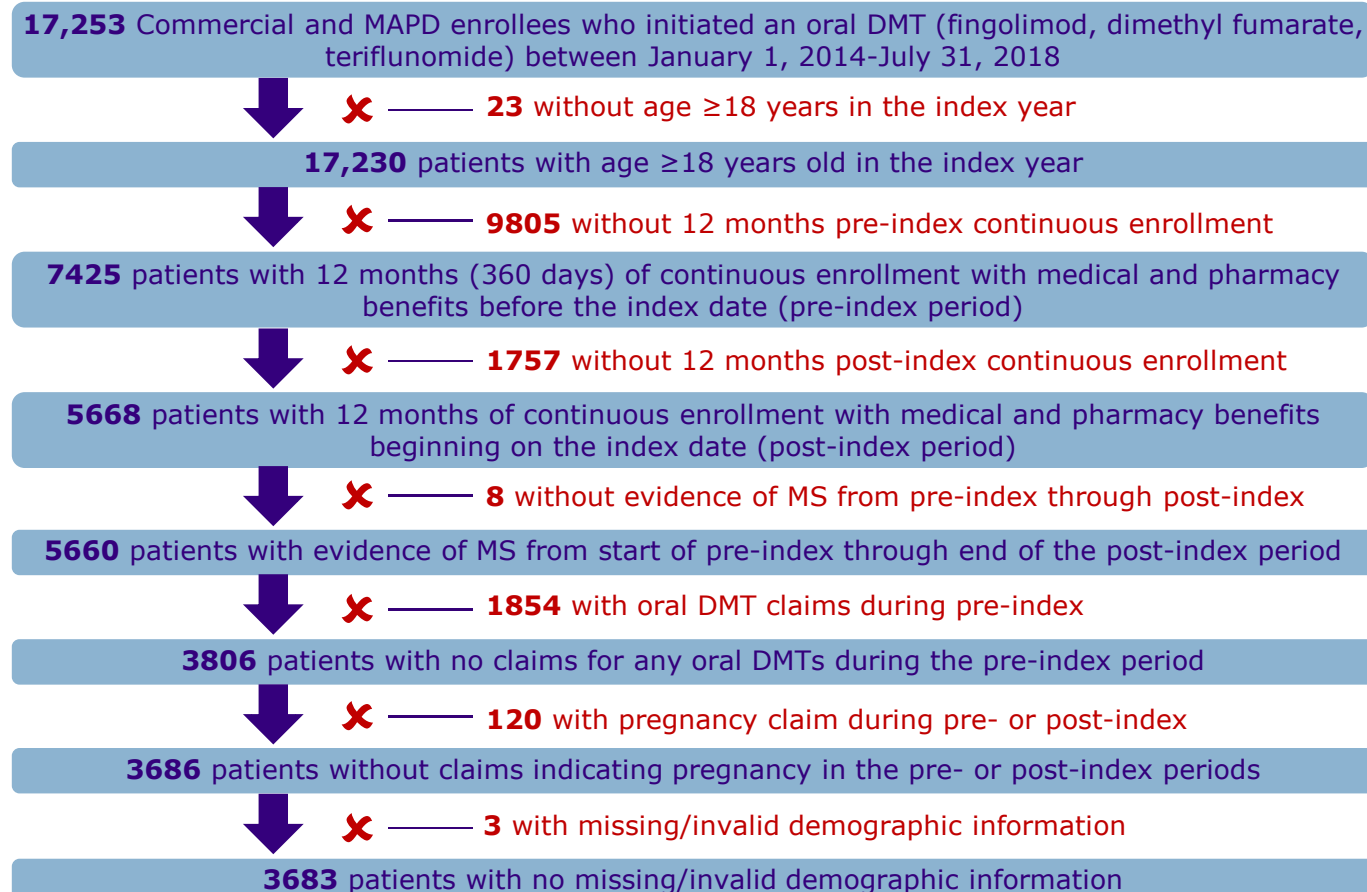 17,253 Commercial and MAPD enrollees who initiated an oral DMT (fingolimod, dimethyl fumarate,
teriflunomide) between January 1, 2014-July 31, 2018
23 without age ≥18 years in the index year
17,230 patients with age ≥18 years old in the index year
9805 without 12 months pre-index continuous enrollment
7425 patients with 12 months (360 days) of continuous enrollment with medical and pharmacy
benefits before the index date (pre-index period)
1757 without 12 months post-index continuous enrollment
5668 patients with 12 months of continuous enrollment with medical and pharmacy benefits
beginning on the index date (post-index period)
8 without evidence of MS from pre-index through post-index
5660 patients with evidence of MS from start of pre-index through end of the post-index period
1854 with oral DMT claims during pre-index
3806 patients with no claims for any oral DMTs during the pre-index period
120 with pregnancy claim during pre- or post-index
3686 patients without claims indicating pregnancy in the pre- or post-index periods
3 with missing/invalid demographic information
3683 patients with no missing/invalid demographic information